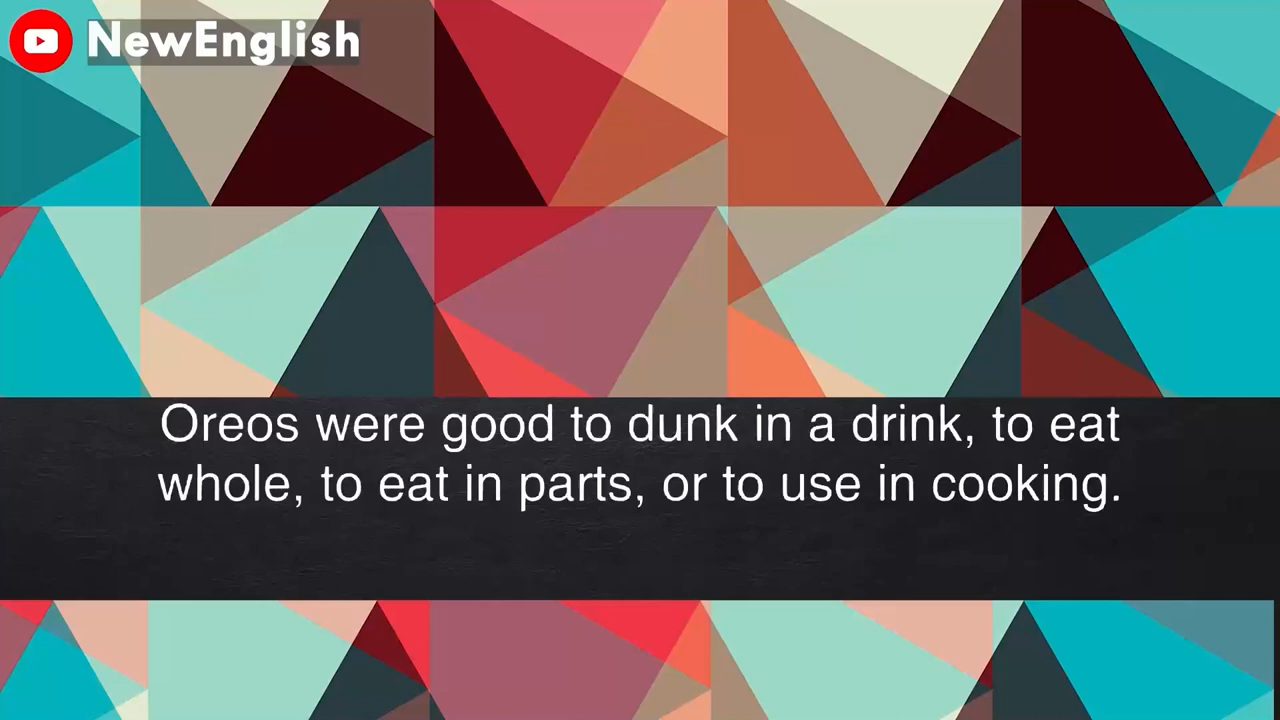 NewEnglish
Oreos were good to dunk in a drink, to eat
whole, to eat in parts, or to use in cooking.